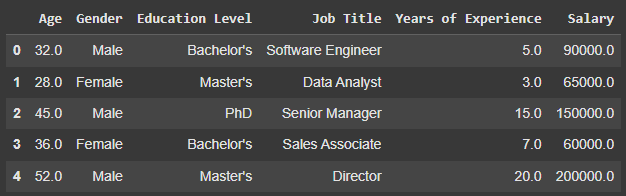 Age Gender Education Level Job Title Years of Experience Salary
0 32.0 Male Bachelor's Software Engineer 5.0 90000.0
1 28.0 Female Master's Data Analyst 3.0 65000.0
2 45.0 Male PhD Senior Manager 15.0 150000.0
3 36.0 Female Bachelor's Sales Associate 7.0 60000.0
4 52.0 Male Master's Director 20.0 200000.0